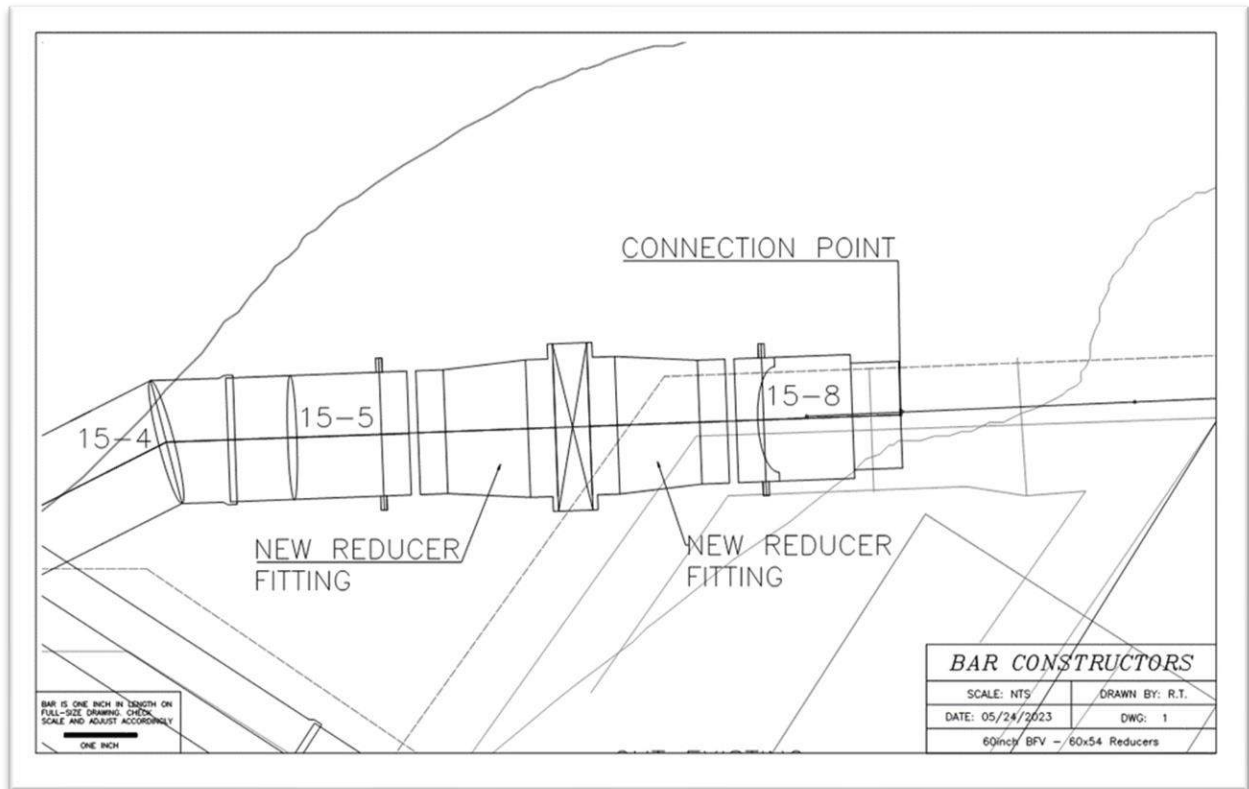 CONNECTION POINT
15-4
15-5
15-8
NEW REDUCER
FITTING
NEW REDUCER
FITTING
BAR IS ONE INCH IN LENGTH ON
FULL-SIZE DRAWING. CHECK
SCALE AND ADJUST ACCORDINGLY
ONE INCH
BAR CONSTRUCTORS
SCALE: NTS
DRAWN BY: R.T.
DATE: 05/24/2023
DWG: 1
60inch BFV - 60x54 Reducers